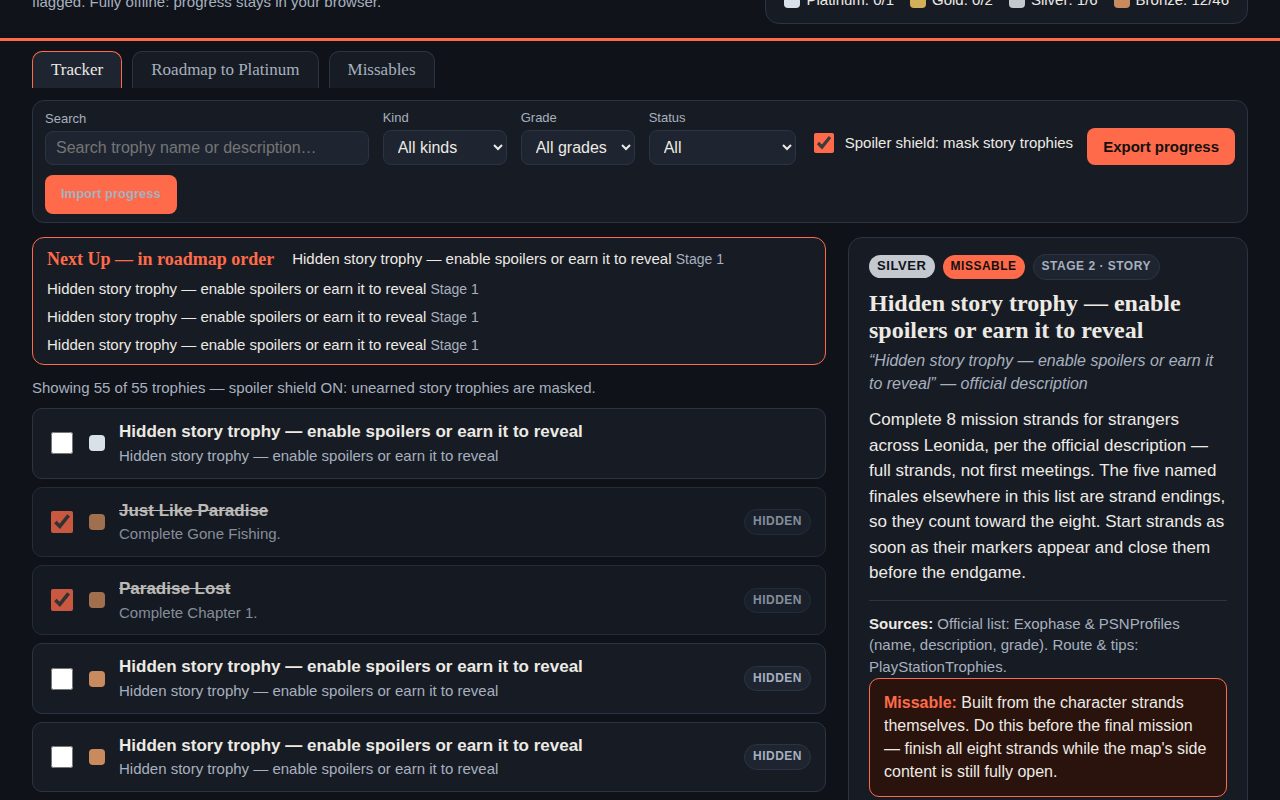 flagged. Fully offline: progress stays in your browser.
Platinum: 0/1 Gold: 0/2 Silver: 1/6 Bronze: 12/46
Tracker
Roadmap to Platinum
Missables
Search
Search trophy name or description…
Kind
All kinds
Grade
All grades
Status
All
Spoiler shield: mask story trophies
Export progress
Import progress
Next Up — in roadmap order
Hidden story trophy — enable spoilers or earn it to reveal Stage 1
Hidden story trophy — enable spoilers or earn it to reveal Stage 1
Hidden story trophy — enable spoilers or earn it to reveal Stage 1
Hidden story trophy — enable spoilers or earn it to reveal Stage 1
Showing 55 of 55 trophies — spoiler shield ON: unearned story trophies are masked.
Hidden story trophy — enable spoilers or earn it to reveal
Hidden story trophy — enable spoilers or earn it to reveal
Just Like Paradise
Complete Gone Fishing.
HIDDEN
Paradise Lost
Complete Chapter 1.
HIDDEN
Hidden story trophy — enable spoilers or earn it to reveal
Hidden story trophy — enable spoilers or earn it to reveal
HIDDEN
Hidden story trophy — enable spoilers or earn it to reveal
Hidden story trophy — enable spoilers or earn it to reveal
HIDDEN
SILVER
MISSABLE
STAGE 2 · STORY
Hidden story trophy — enable
spoilers or earn it to reveal
“Hidden story trophy — enable spoilers or earn it
to reveal” — official description
Complete 8 mission strands for strangers
across Leonida, per the official description —
full strands, not first meetings. The five named
finales elsewhere in this list are strand endings,
so they count toward the eight. Start strands as
soon as their markers appear and close them
before the endgame.
Sources: Official list: Exophase & PSNProfiles
(name, description, grade). Route & tips:
PlayStationTrophies.
Missable: Built from the character strands
themselves. Do this before the final mission
— finish all eight strands while the map's side
content is still fully open.